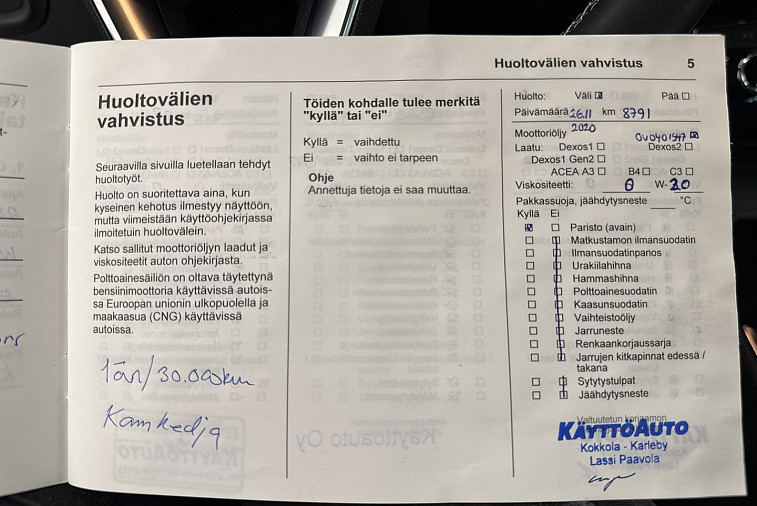 Huoltovälien vahvistus 5
Huoltovälien
vahvistus
Seuraavilla sivuilla luetellaan tehdyt
huoltotyöt.
Huolto on suoritettava aina, kun
kyseinen kehotus ilmestyy näyttöön,
mutta viimeistään käyttöohjekirjassa
ilmoitetuin huoltovälein.
Katso sallitut moottoriöljyn laadut ja
viskositeetit auton ohjekirjasta.
Polttoainesäiliön on oltava täytettynä
bensiinimoottoria käyttävissä autois-
sa Euroopan unionin ulkopuolella ja
maakaasua (CNG) käyttävissä
autoissa.
1år/30.000km
Kamkedja
Töiden kohdalle tulee merkitä
"kyllä" tai "ei"
Kyllä = vaihdettu
Ei = vaihto ei tarpeen
Ohje
Annettuja tietoja ei saa muuttaa.
Huolto: Väli Pää
Päivämäärä 26.11 km 8791
2020
Moottoriöljy OV0401547
Laatu: Dexos1 Dexos2
Dexos1 Gen2
ACEA A3 B4 C3
Viskositeetti: 0 W-20
Pakkassuoja, jäähdytysneste °C
Kyllä Ei
Paristo (avain)
Matkustamon ilmansuodatin
Ilmansuodatinpanos
Urakiilahihna
Hammashihna
Polttoainesuodatin
Kaasunsuodatin
Vaihteistoöljy
Jarruneste
Renkaankorjaussarja
Jarrujen kitkapinnat edessä /
takana
Sytytystulpat
Jäähdytysneste
Valtuutetun korjaamon
KÄYTTÖAUTO
Kokkola - Karleby
Lassi Paavola